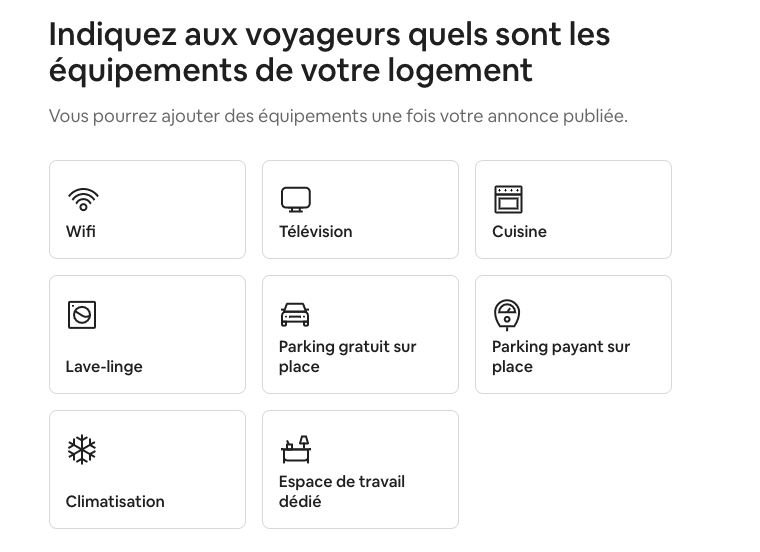 Indiquez aux voyageurs quels sont les
équipements de votre logement
Vous pourrez ajouter des équipements une fois votre annonce publiée.
Wifi
Télévision
Cuisine
Lave-linge
Parking gratuit sur
place
Parking payant sur
place
Climatisation
Espace de travail
dédié